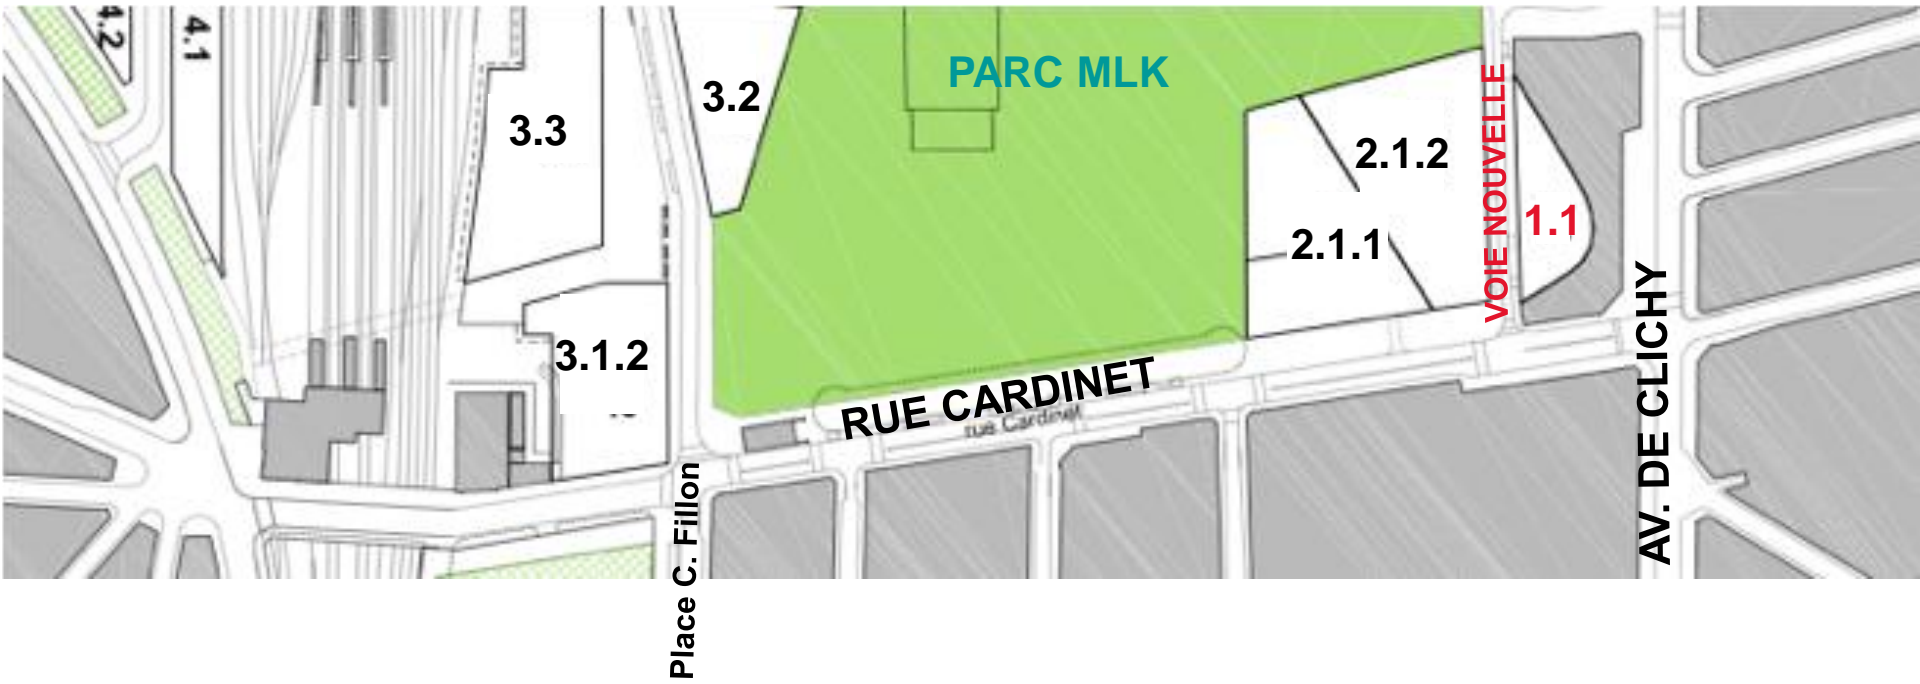 4.2
4.1
3.3
3.2
PARC MLK
2.1.2
VOIE NOUVELLE
1.1
2.1.1
3.1.2
RUE CARDINET
rue Cardinet
AV. DE CLICHY
Place C. Fillon